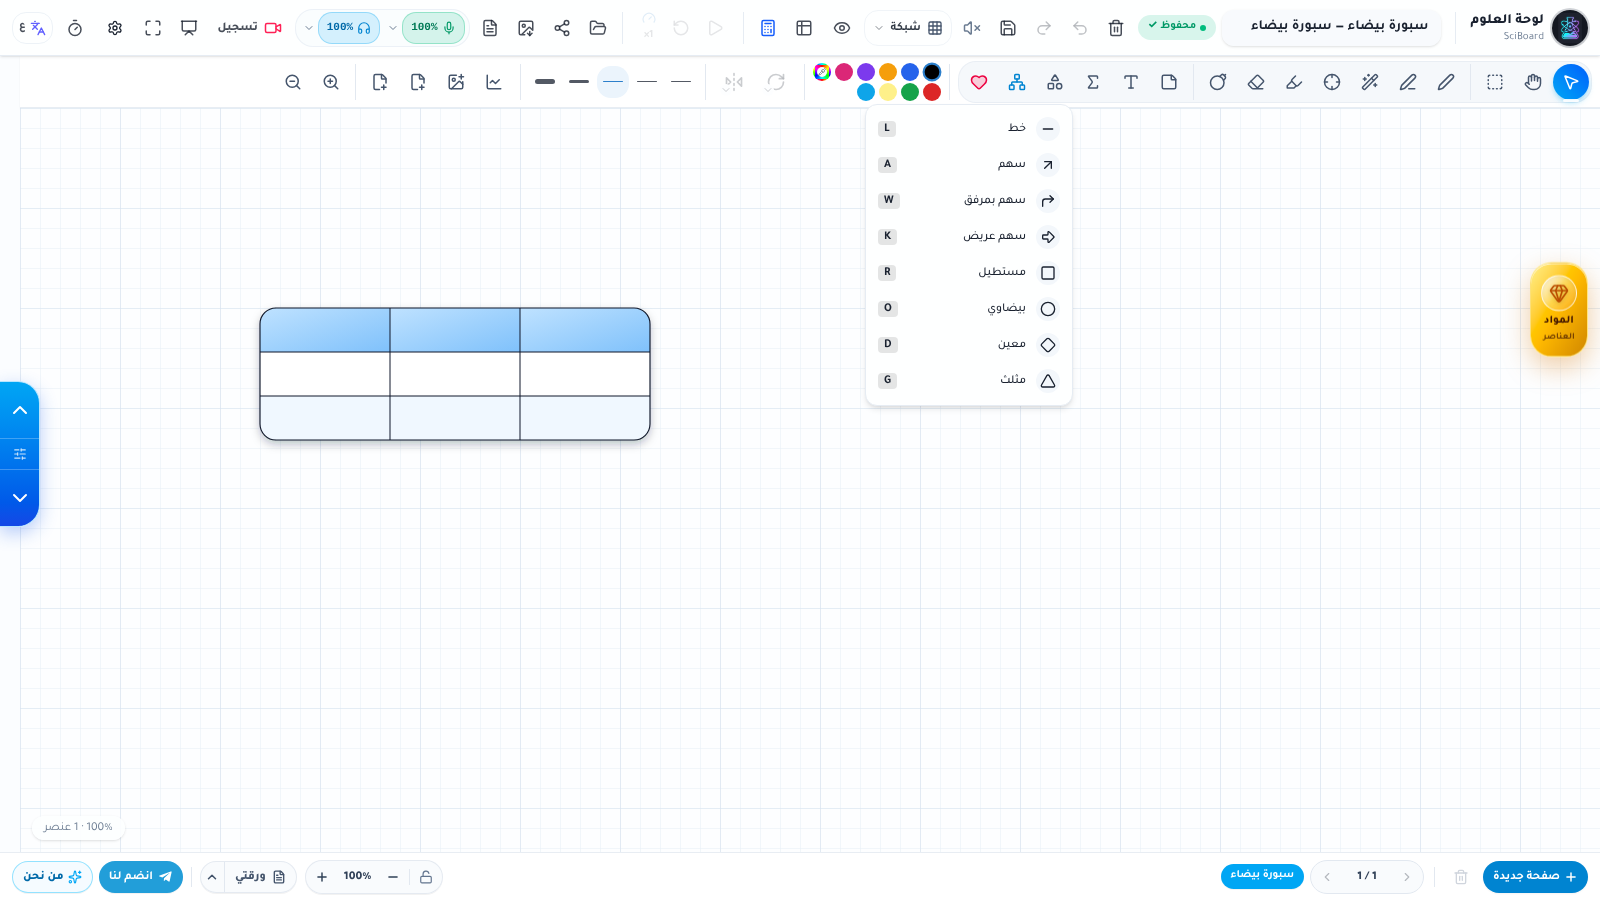 لوحة العلوم
SciBoard
سبورة بيضاء – سبورة بيضاء
محفوظ ✓
شبكة
x1
100%
100%
تسجيل
ع
خط L
سهم A
سهم بمرفق W
سهم عريض K
مستطيل R
بيضاوي O
معين D
مثلث G
المواد
العناصر
100% · 1 عنصر
صفحة جديدة
1 / 1
سبورة بيضاء
100%
ورقتي
انضم لنا
من نحن